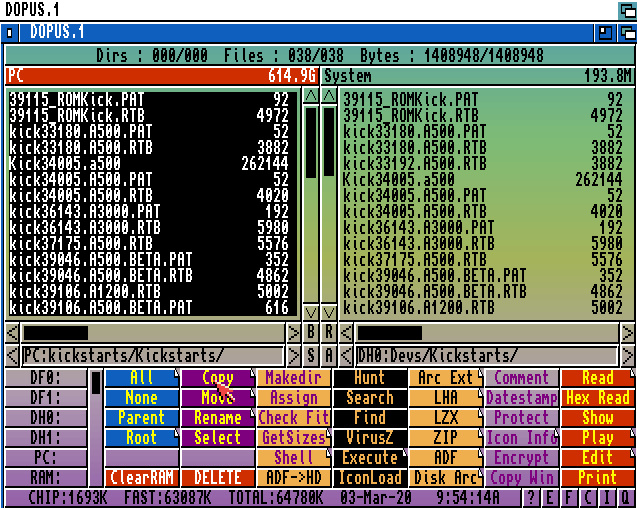 DOPUS.1
DOPUS.1
Dirs : 000/000 Files : 038/038 Bytes : 1408948/1408948
PC 614.9G
39115_ROMKick.PAT 92
39115_ROMKick.RTB 4972
kick33180.A500.PAT 52
kick33180.A500.RTB 3882
Kick34005.a500 262144
kick34005.A500.PAT 52
kick34005.A500.RTB 4020
kick36143.A3000.PAT 192
kick36143.A3000.RTB 5980
kick37175.A500.RTB 5576
kick39046.A500.BETA.PAT 352
kick39046.A500.BETA.RTB 4862
kick39106.A1200.RTB 5002
kick39106.A500.BETA.PAT 616
PC:kickstarts/Kickstarts/
System 193.8M
39115_ROMKick.PAT 92
39115_ROMKick.RTB 4972
kick33180.A500.PAT 52
kick33180.A500.RTB 3882
kick33192.A500.RTB 3882
Kick34005.a500 262144
kick34005.A500.PAT 52
kick34005.A500.RTB 4020
kick36143.A3000.PAT 192
kick36143.A3000.RTB 5980
kick37175.A500.RTB 5576
kick39046.A500.BETA.PAT 352
kick39046.A500.BETA.RTB 4862
kick39106.A1200.RTB 5002
DH0:Devs/Kickstarts/
B R
S A
DF0: All Copy Makedir Hunt Arc Ext Comment Read
DF1: None Move Assign Search LHA Datestamp Hex Read
DH0: Parent Rename Check Fit Find LZX Protect Show
DH1: Root Select GetSizes VirusZ ZIP Icon Info Play
PC: Shell Execute ADF Encrypt Edit
RAM: ClearRAM DELETE ADF->HD IconLoad Disk Arc Copy Win Print
CHIP:1693K FAST:63087K TOTAL:64780K 03-Mar-20 9:54:14A ? E F C I Q